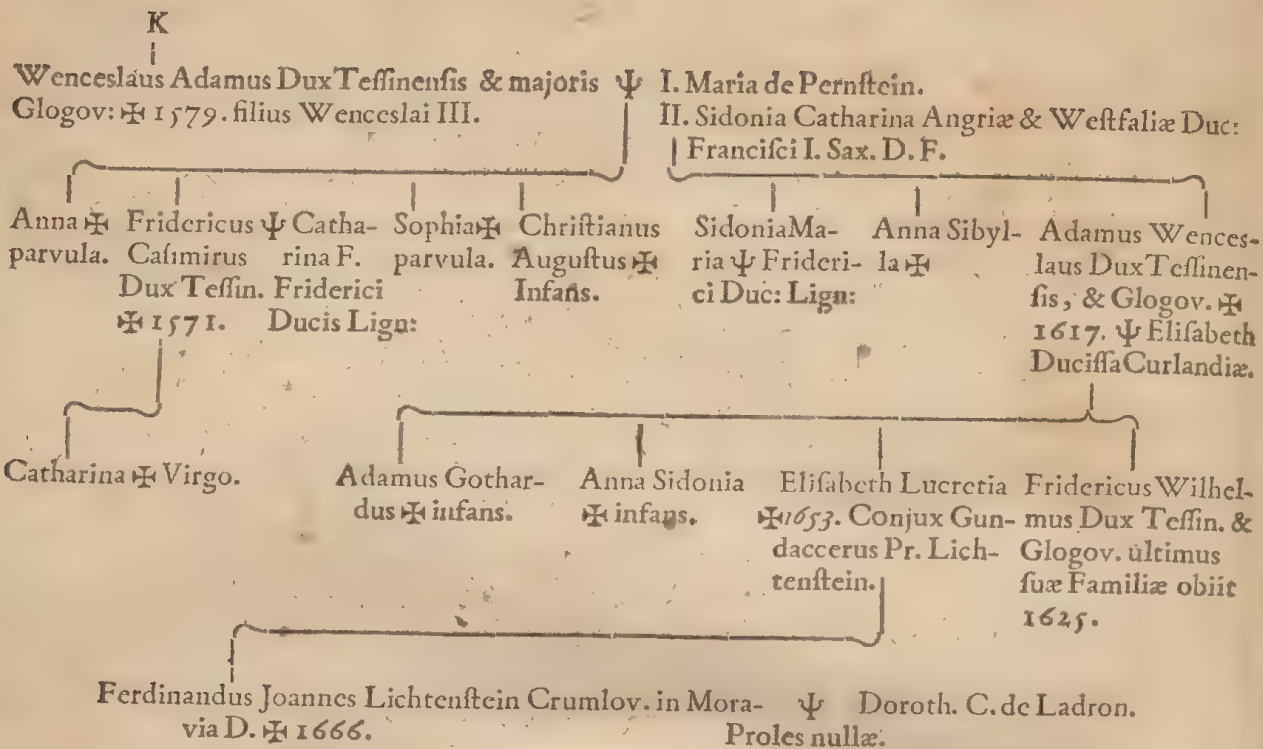 K
Wenceslaus Adamus Dux Teſſinenſis & majoris Ψ I. Maria de Pernſtein.
Glogov: ✠ 1579. filius Wenceslai III.
II. Sidonia Catharina Angriæ & Weſtfaliæ Duc:
Franciſci I. Sax. D. F.
Anna ✠
parvula.
Fridericus Ψ Catha-
Caſimirus rina F.
Dux Teſſin. Friderici
✠ 1571. Ducis Lign:
Sophia ✠
parvula.
Chriſtianus
Auguſtus ✠
Infans.
Sidonia Ma-
ria Ψ Frideri-
ci Duc: Lign:
Anna Sibyl-
la ✠
Adamus Wences-
laus Dux Teſſinen-
ſis, & Glogov. ✠
1617. Ψ Eliſabeth
Duciſſa Curlandiæ.
Catharina ✠ Virgo.
Adamus Gothar-
dus ✠ infans.
Anna Sidonia
✠ infans.
Eliſabeth Lucretia
✠ 1653. Conjux Gun-
daccerus Pr. Lich-
tenſtein.
Fridericus Wilhel-
mus Dux Teſſin. &
Glogov. ultimus
ſuæ Familiæ obiit
1625.
Ferdinandus Joannes Lichtenſtein Crumlov. in Mora- Ψ Doroth. C. de Ladron.
via D. ✠ 1666. Proles nullæ.